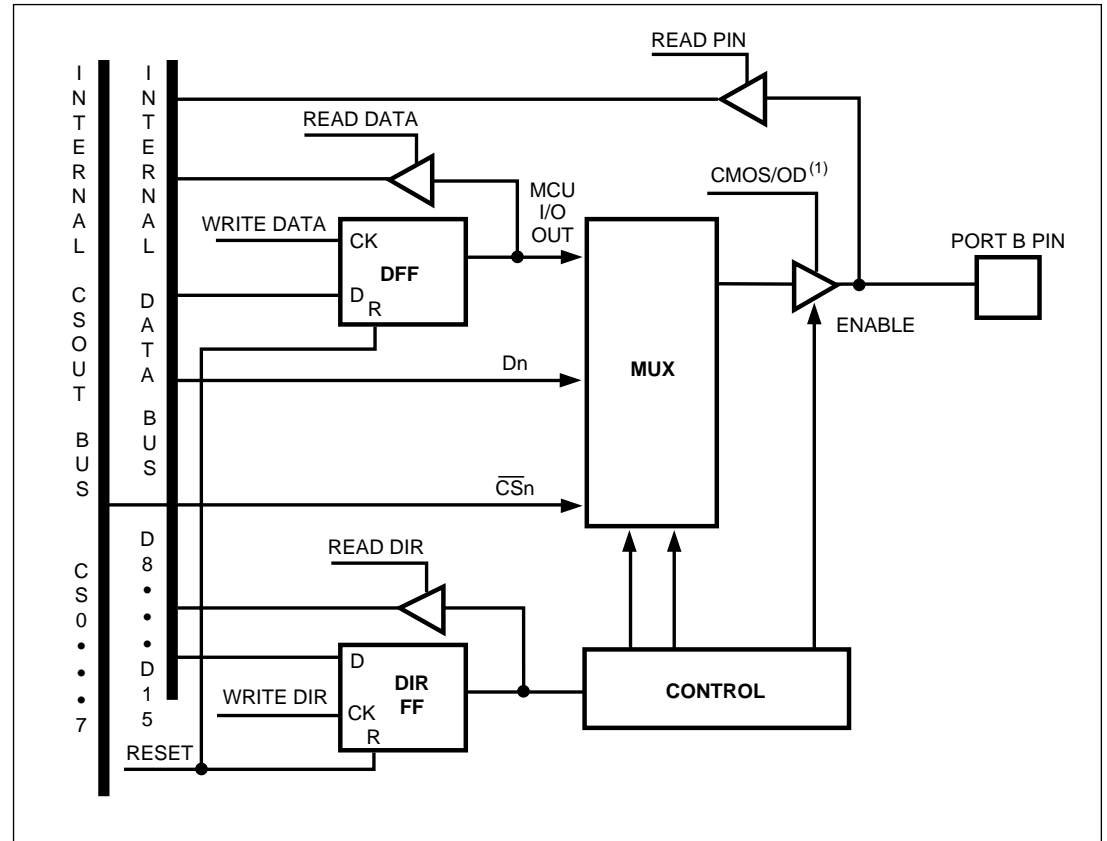 INTERNAL CSOUT BUS CS0•••7
INTERNAL DATA BUS D8•••D15
READ PIN
READ DATA
CMOS/OD(1)
MCU
I/O
OUT
WRITE DATA
CK
DFF
D
R
PORT B PIN
ENABLE
Dn
MUX
C̅S̅n
READ DIR
D
DIR
FF
WRITE DIR
CK
R
CONTROL
RESET